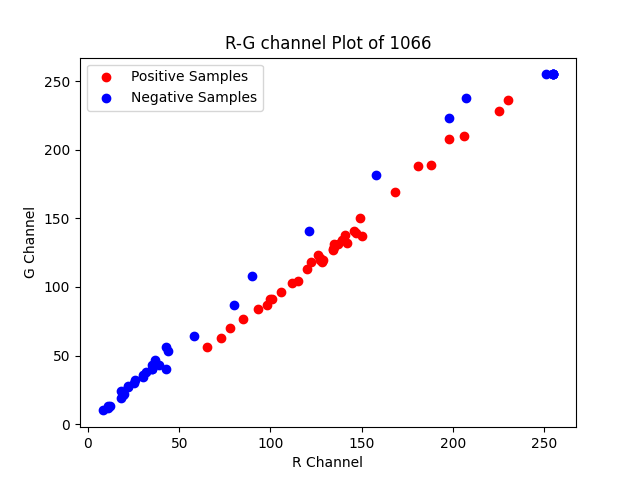 R-G channel Plot of 1066
Positive Samples
Negative Samples
250
200
150
100
50
0
G Channel
0 50 100 150 200 250
R Channel